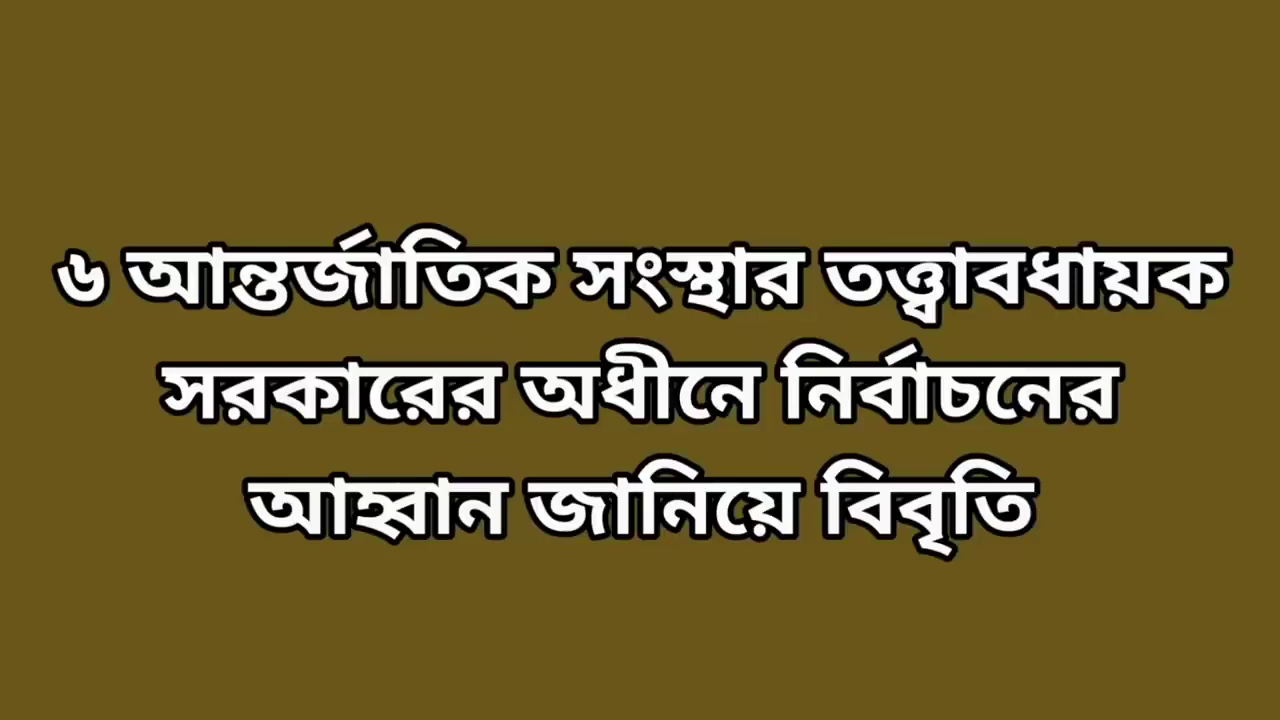 ৬ আন্তর্জাতিক সংস্থার তত্ত্বাবধায়ক
সরকারের অধীনে নির্বাচনের
আহ্বান জানিয়ে বিবৃতি